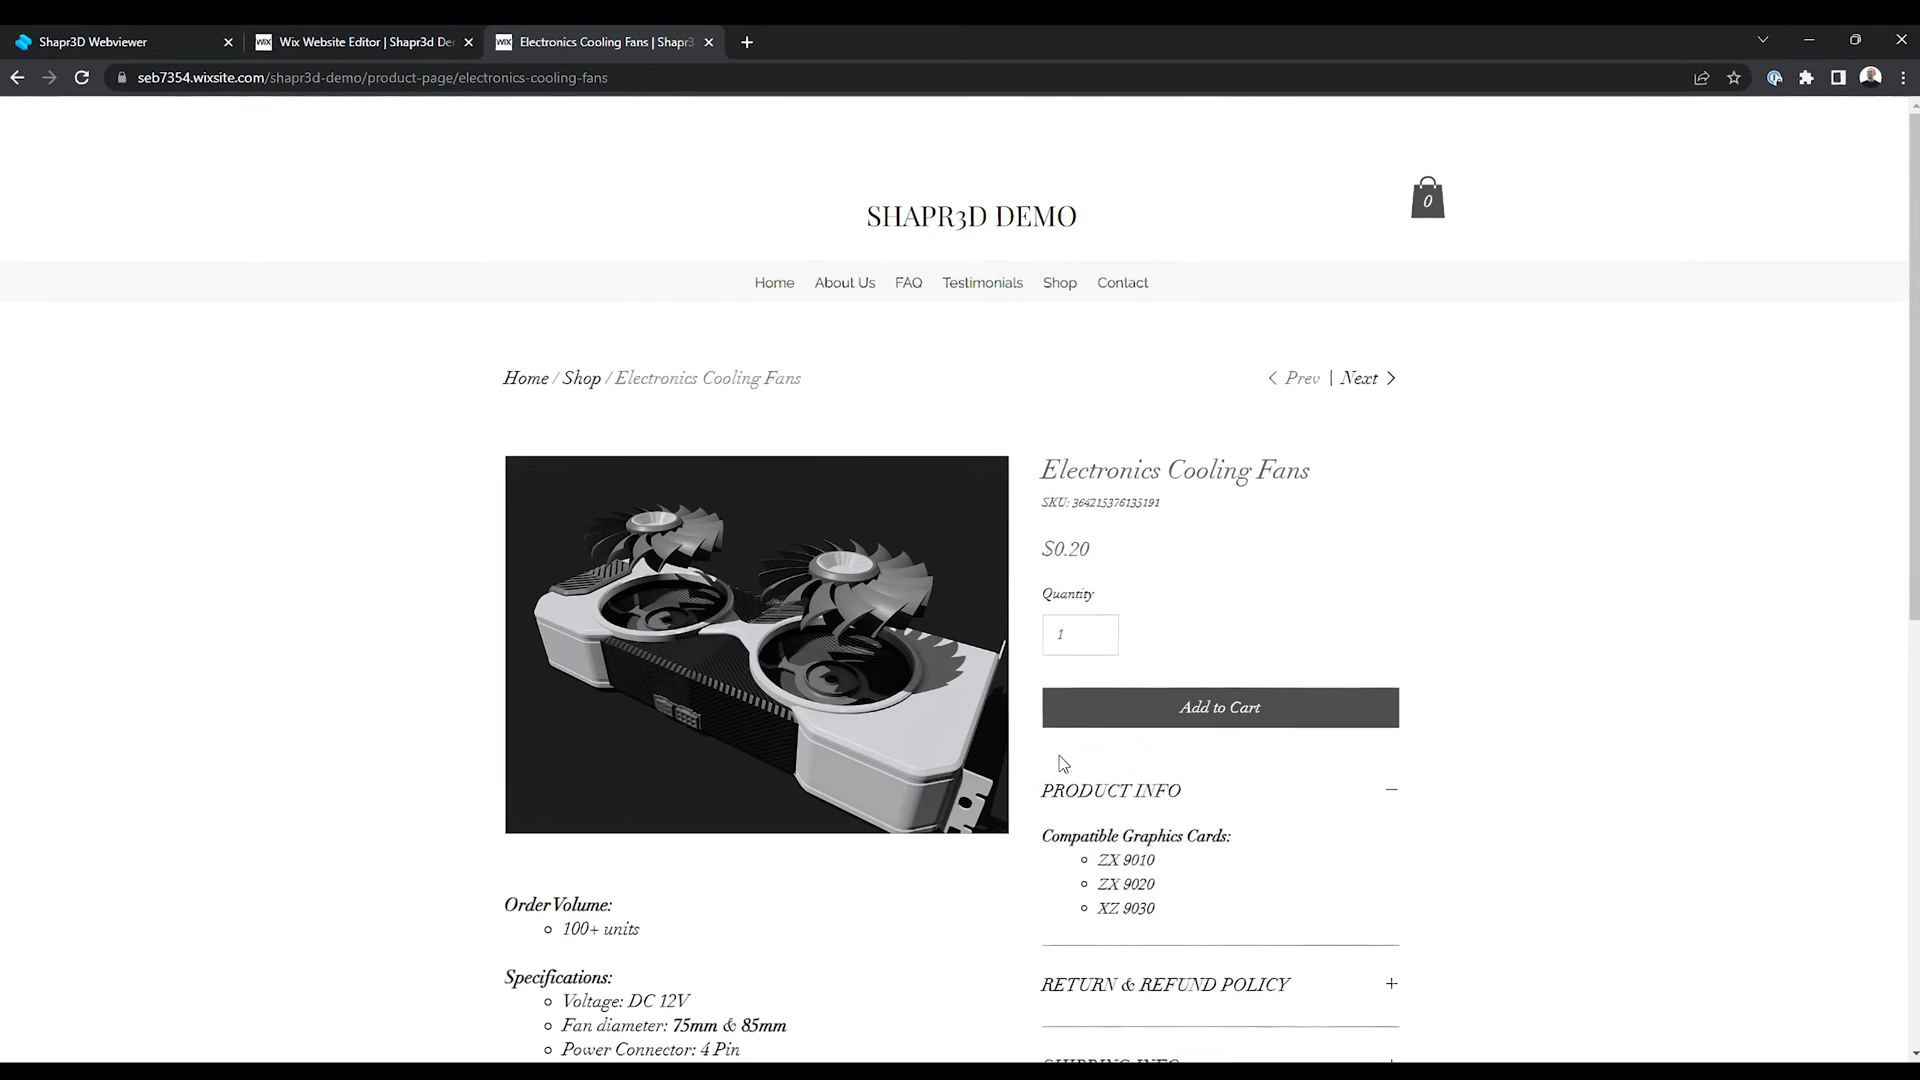 Shapr3D Webviewer
WIX Wix Website Editor | Shapr3d De
WIX Electronics Cooling Fans | Shapr3
seb7354.wixsite.com/shapr3d-demo/product-page/electronics-cooling-fans
0
SHAPR3D DEMO
Home About Us FAQ Testimonials Shop Contact
Home / Shop / Electronics Cooling Fans
< Prev | Next >
Electronics Cooling Fans
SKU: 364215376135191
$0.20
Quantity
1
Add to Cart
PRODUCT INFO
Compatible Graphics Cards:
ZX 9010
ZX 9020
XZ 9030
RETURN & REFUND POLICY
SHIPPING INFO
Order Volume:
100+ units
Specifications:
Voltage: DC 12V
Fan diameter: 75mm & 85mm
Power Connector: 4 Pin